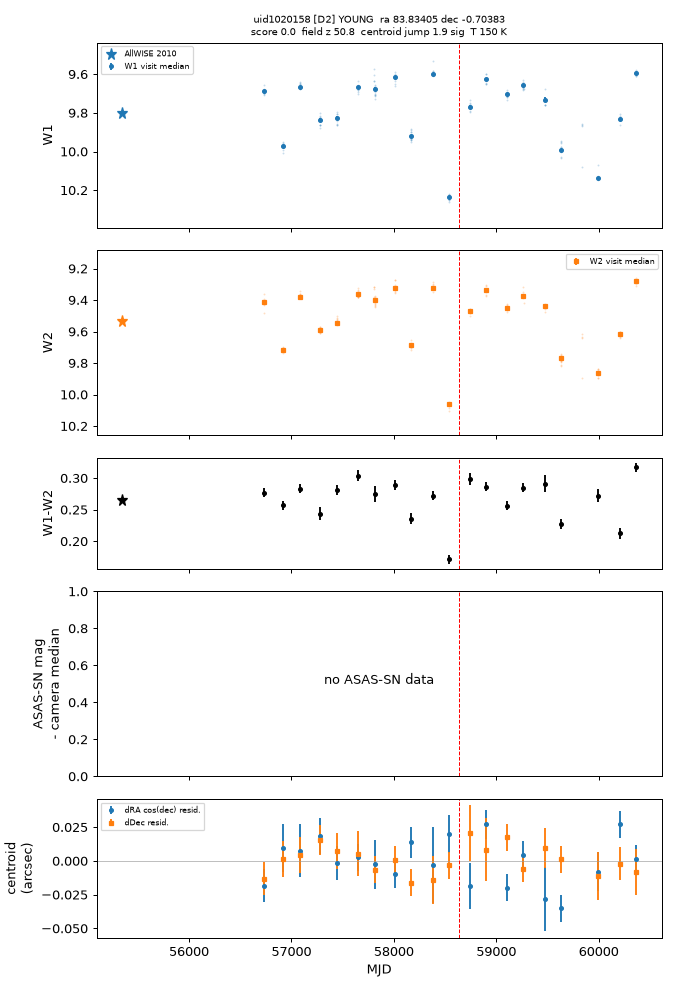 uid1020158 [D2] YOUNG  ra 83.83405 dec -0.70383
score 0.0  field z 50.8  centroid jump 1.9 sig  T 150 K
AllWISE 2010
W1 visit median
9.6
9.8
10.0
10.2
W1
W2 visit median
9.2
9.4
9.6
9.8
10.0
10.2
W2
0.30
0.25
0.20
W1-W2
1.0
0.8
0.6
0.4
0.2
0.0
ASAS-SN mag
- camera median
no ASAS-SN data
dRA cos(dec) resid.
dDec resid.
0.025
0.000
−0.025
−0.050
centroid
(arcsec)
56000 57000 58000 59000 60000
MJD